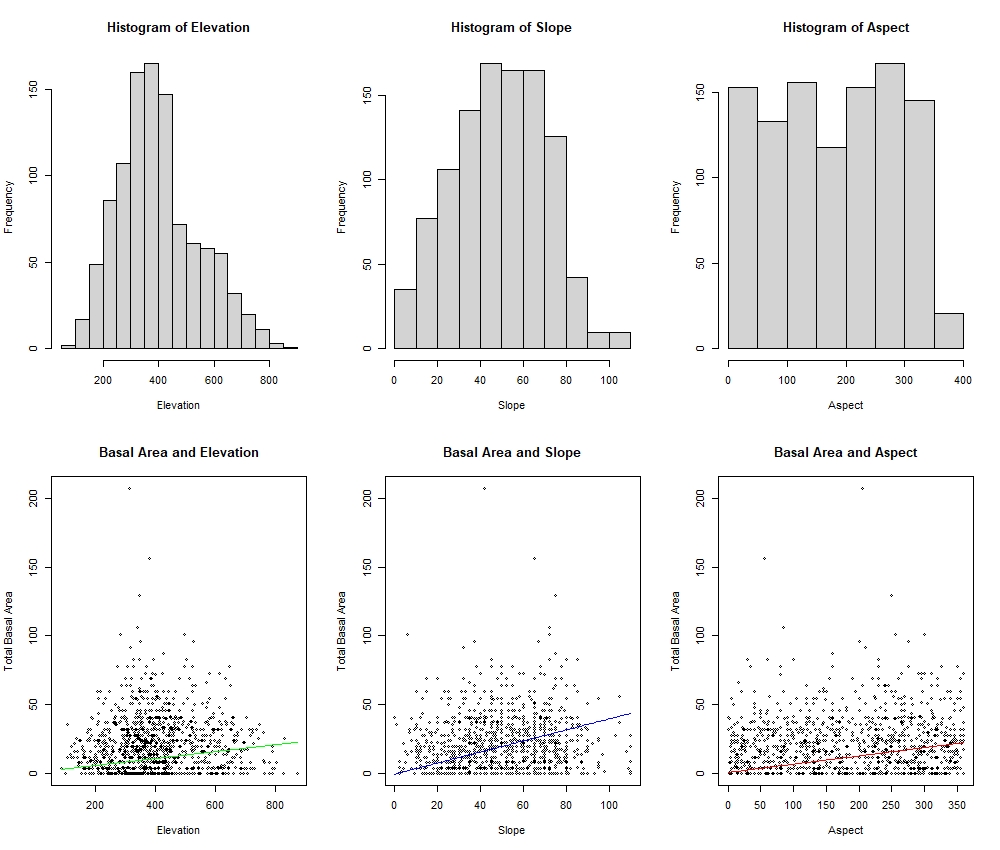 Histogram of Elevation
Frequency
0 50 100 150
200 400 600 800
Elevation
Histogram of Slope
Frequency
0 50 100 150
0 20 40 60 80 100
Slope
Histogram of Aspect
Frequency
0 50 100 150
0 100 200 300 400
Aspect
Basal Area and Elevation
Total Basal Area
0 50 100 150 200
200 400 600 800
Elevation
Basal Area and Slope
Total Basal Area
0 50 100 150 200
0 20 40 60 80 100
Slope
Basal Area and Aspect
Total Basal Area
0 50 100 150 200
0 50 100 150 200 250 300 350
Aspect